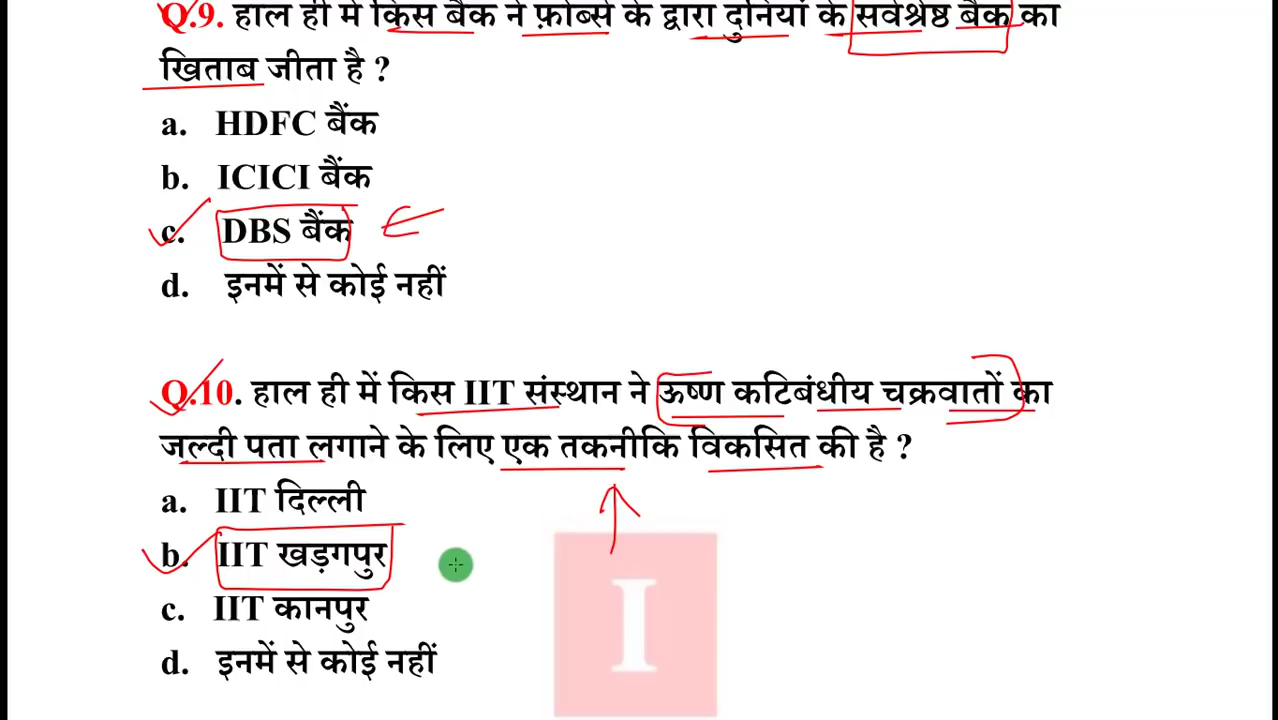 Q.9. हाल ही में किस बैंक ने फ़ोर्ब्स के द्वारा दुनियां के सर्वश्रेष्ठ बैंक का
खिताब जीता है ?
a. HDFC बैंक
b. ICICI बैंक
c. DBS बैंक
d. इनमें से कोई नहीं
Q.10. हाल ही में किस IIT संस्थान ने ऊष्ण कटिबंधीय चक्रवातों का
जल्दी पता लगाने के लिए एक तकनीकि विकसित की है ?
a. IIT दिल्ली
b. IIT खड़गपुर
c. IIT कानपुर
d. इनमें से कोई नहीं
I